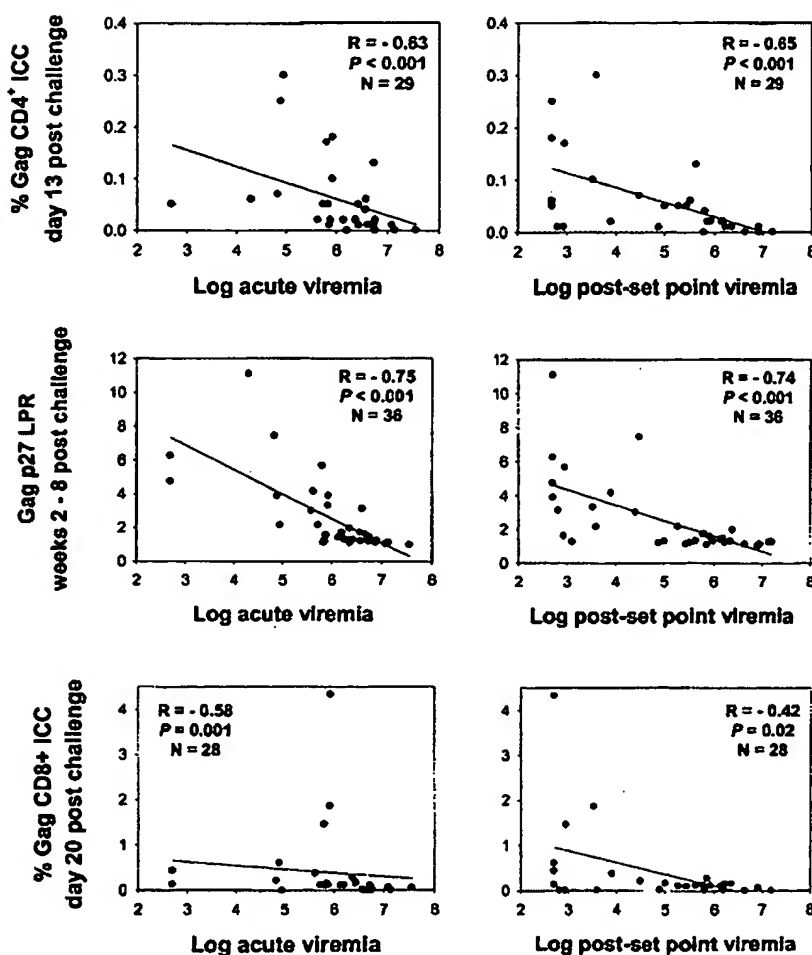 % Gag CD4⁺ ICC
day 13 post challenge
0.4
0.3
0.2
0.1
0.0
R = - 0.63
P < 0.001
N = 29
2 3 4 5 6 7 8
Log acute viremia
0.4
0.3
0.2
0.1
0.0
R = - 0.65
P < 0.001
N = 29
2 3 4 5 6 7 8
Log post-set point viremia
Gag p27 LPR
weeks 2 - 8 post challenge
12
10
8
6
4
2
0
R = - 0.75
P < 0.001
N = 36
2 3 4 5 6 7 8
Log acute viremia
12
10
8
6
4
2
0
R = - 0.74
P < 0.001
N = 36
2 3 4 5 6 7 8
Log post-set point viremia
% Gag CD8+ ICC
day 20 post challenge
4
3
2
1
0
R = - 0.58
P = 0.001
N = 28
2 3 4 5 6 7 8
Log acute viremia
4
3
2
1
0
R = - 0.42
P = 0.02
N = 28
2 3 4 5 6 7 8
Log post-set point viremia